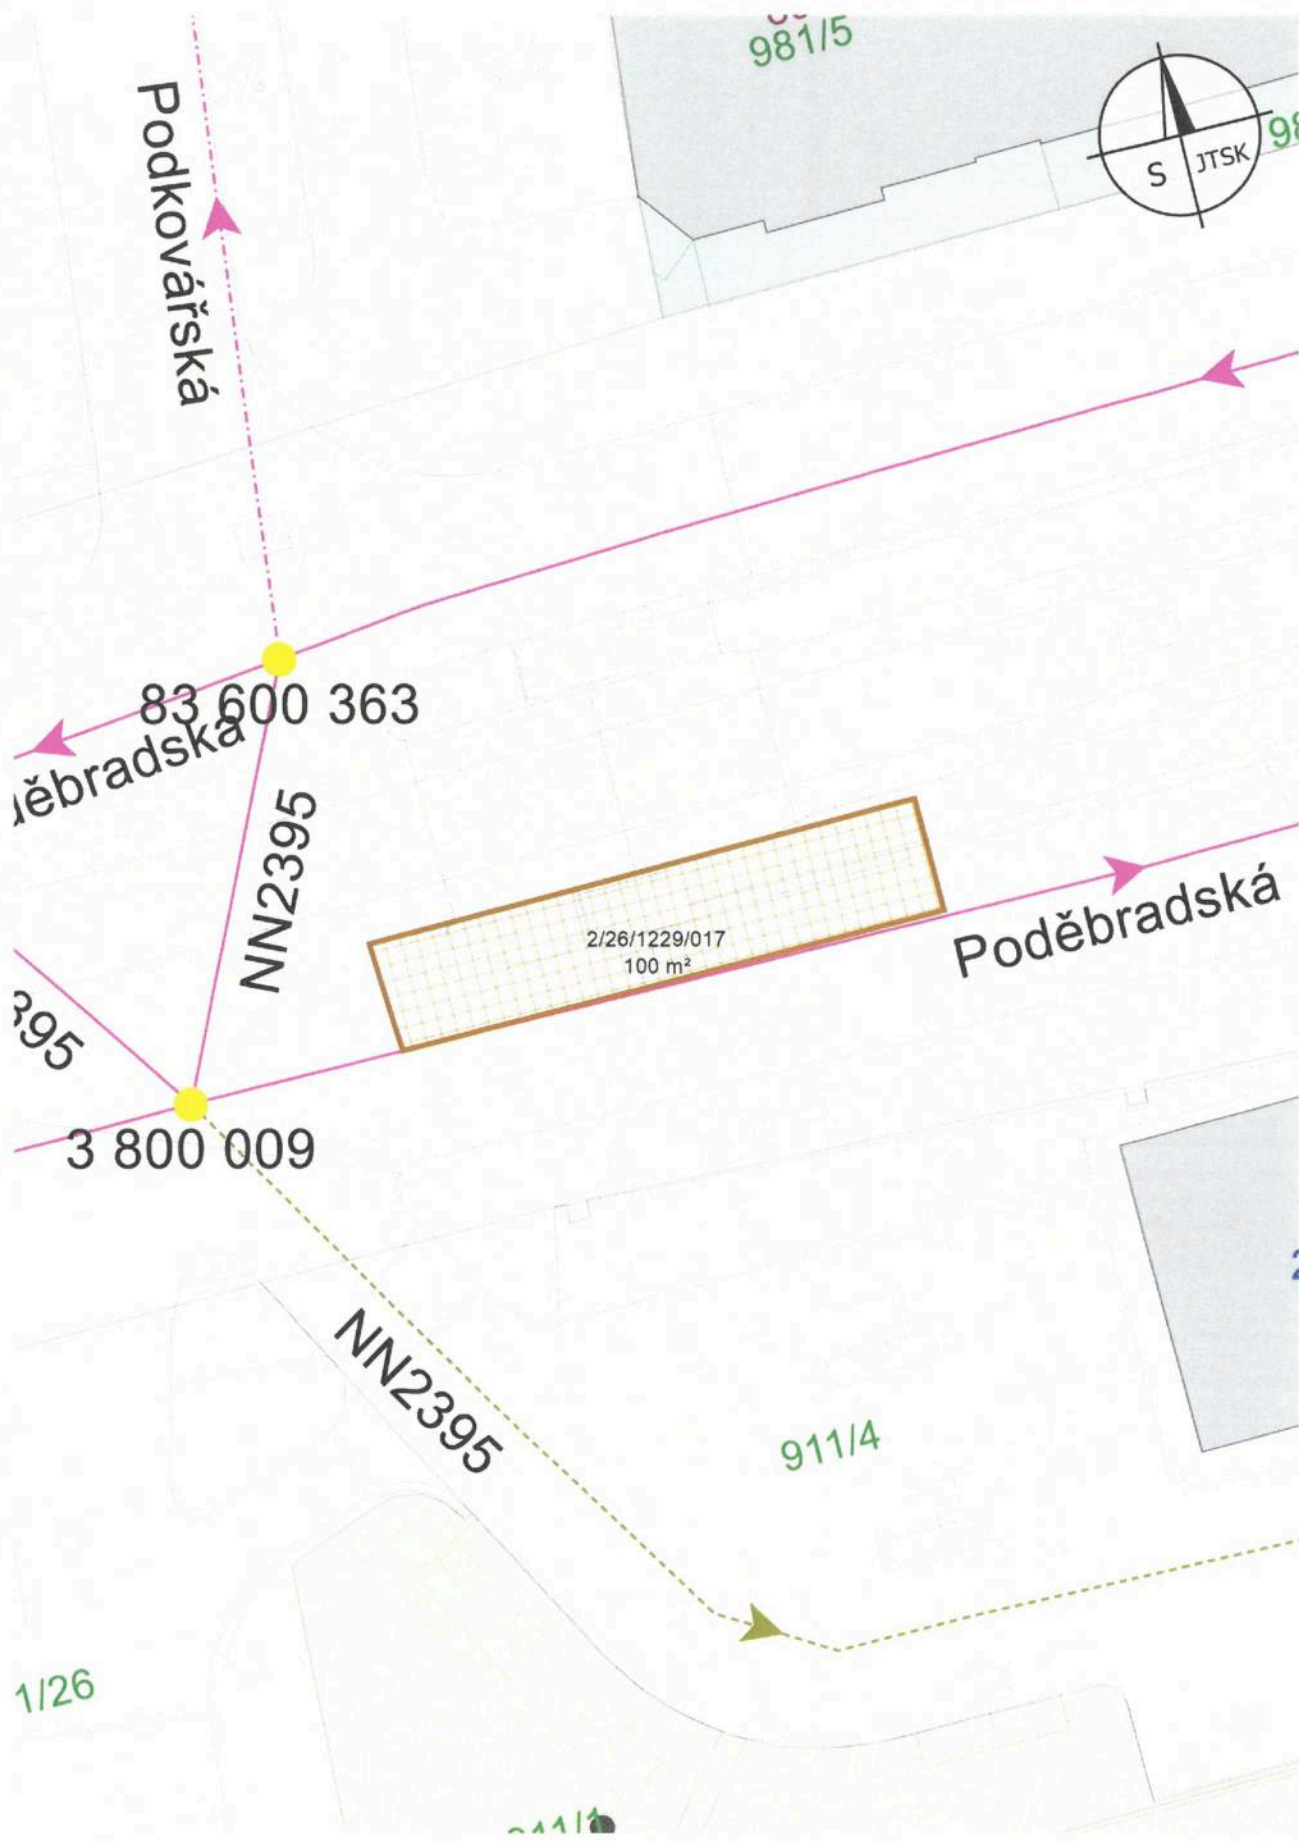 981/5
S JTSK
Podkovářská
83 600 363
děbradská
NN2395
2/26/1229/017
100 m²
Poděbradská
395
3 800 009
NN2395
911/4
1/26